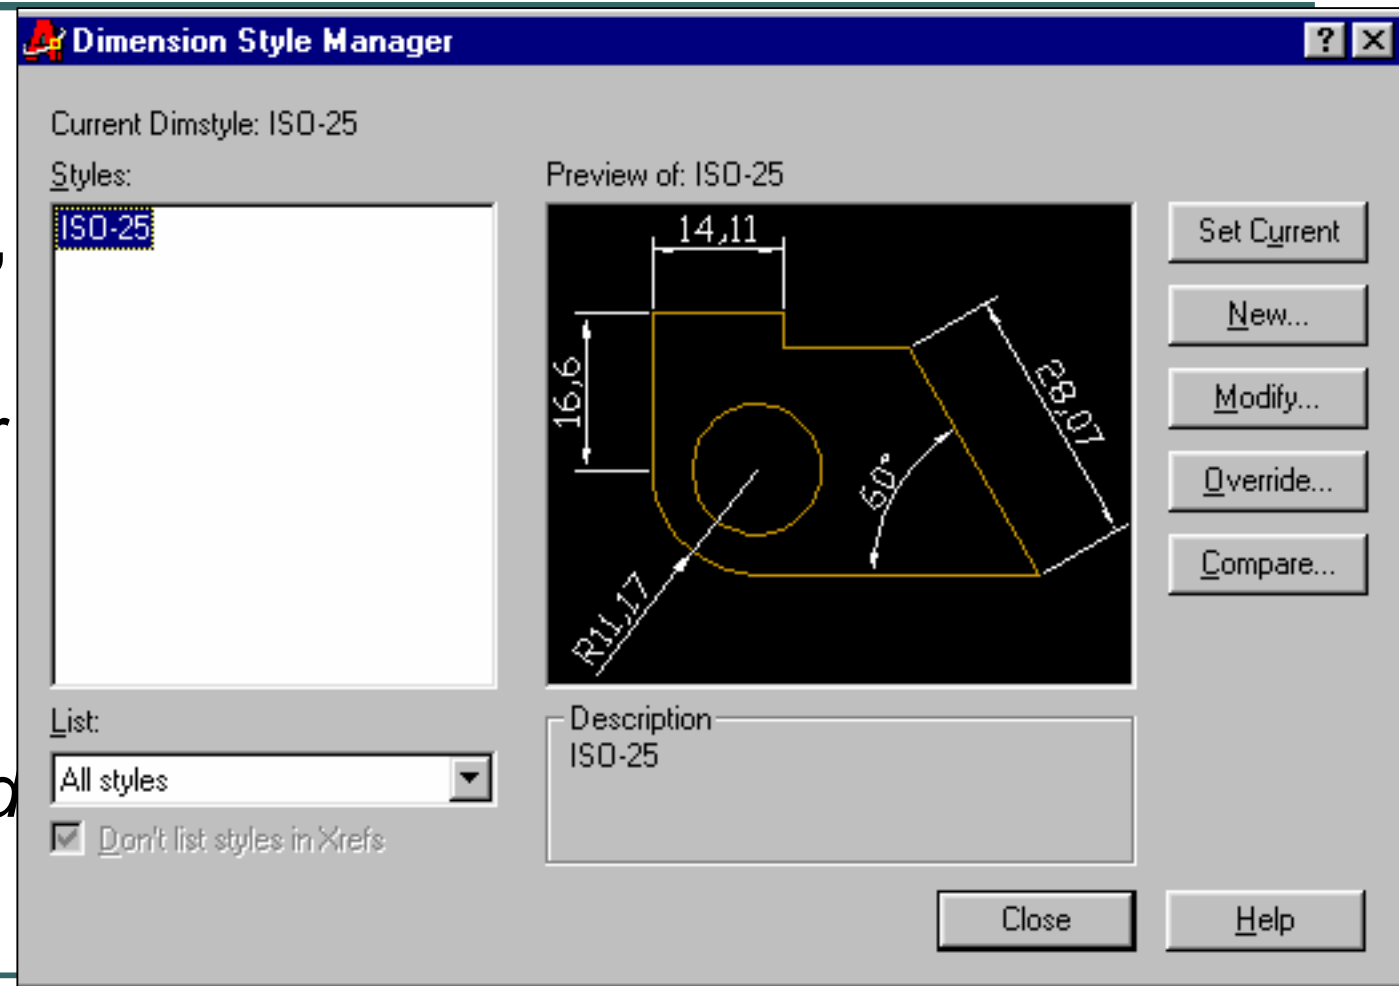 Dimension Style Manager
Current Dimstyle: ISO-25
Styles:
ISO-25
Preview of: ISO-25
14,11
16,6
28,07
60°
R11,17
Set Current
New...
Modify...
Override...
Compare...
List:
All styles
Don't list styles in Xrefs
Description
ISO-25
Close
Help